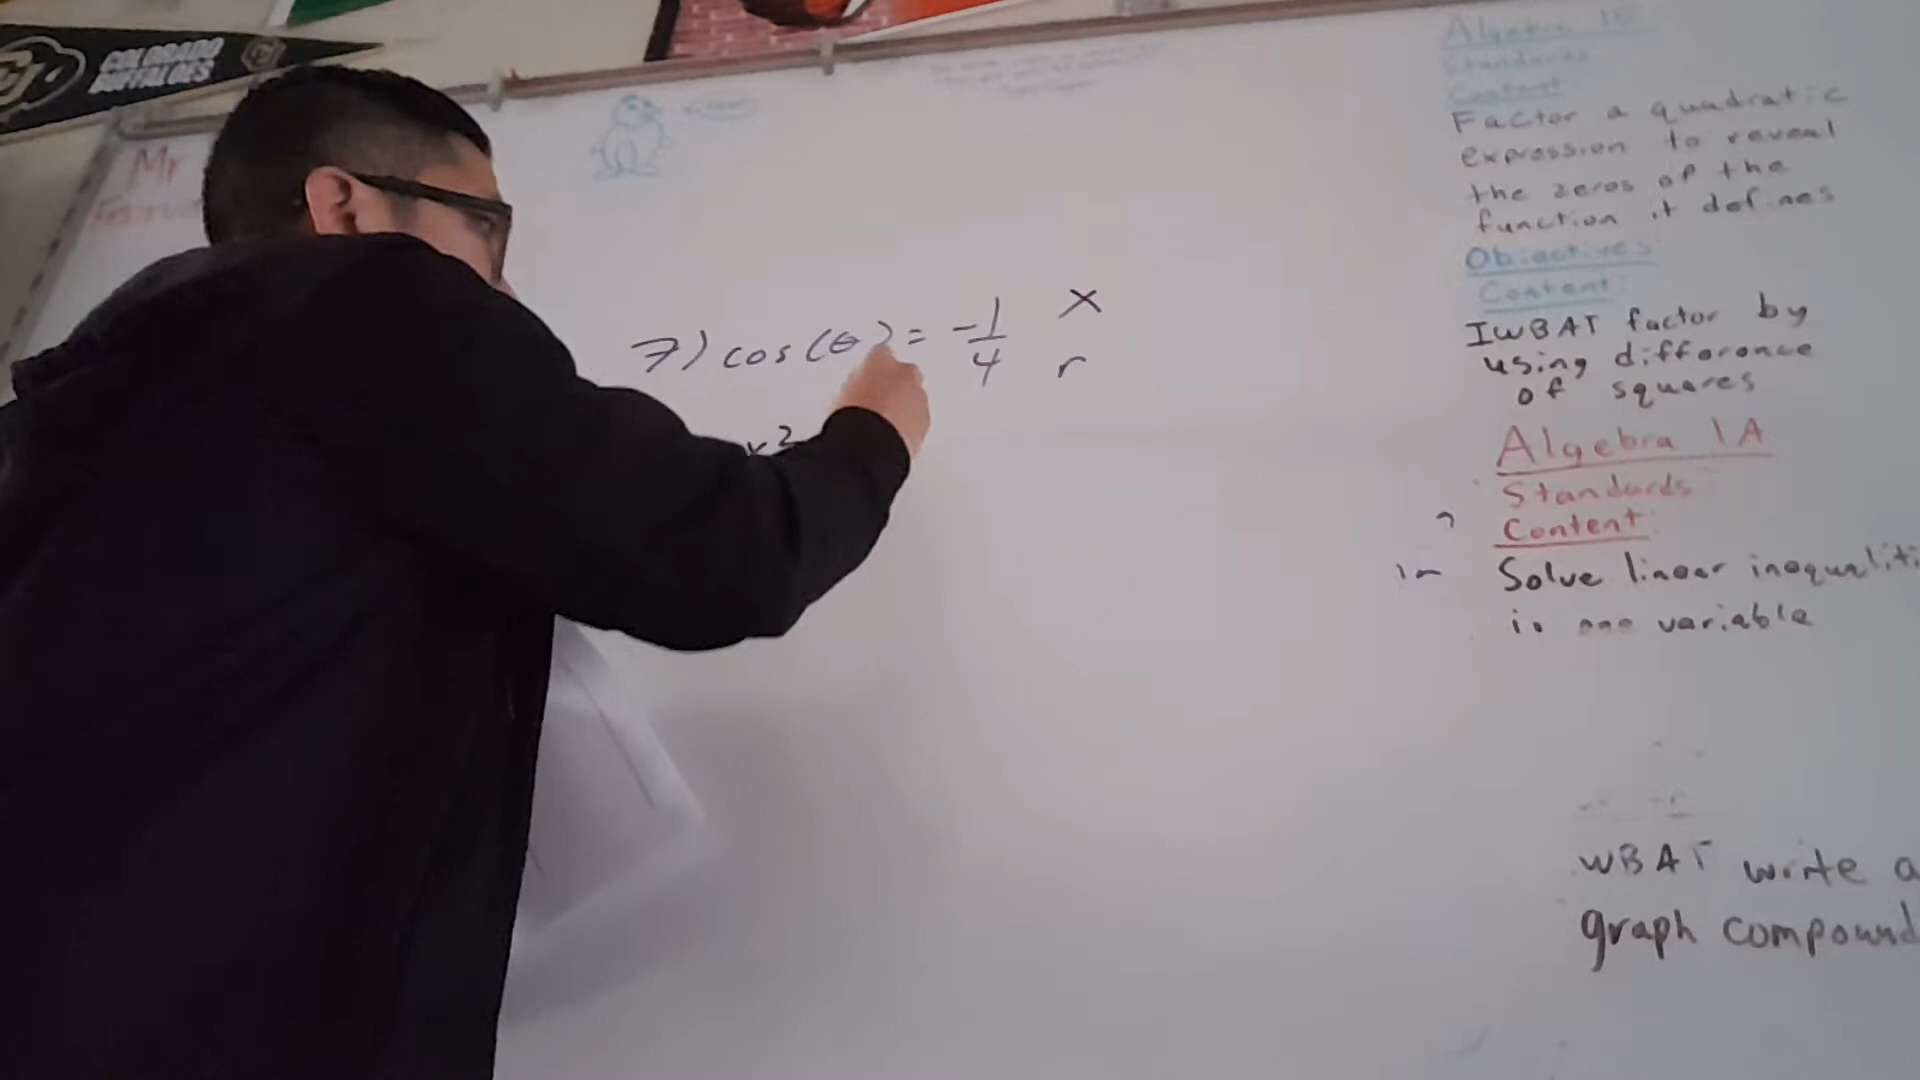 COLORADO
BUFFALOES
Mr
7) cos(θ) = -1/4 x
r
x²
Algebra 1E
Standards
Content
Factor a quadratic
expression to reveal
the zeros of the
function it defines
Objectives
Content:
IWBAT factor by
using difference
of squares
Algebra 1A
Standards
Content:
Solve linear inequaliti
in one variable
WBAT write a
graph compound